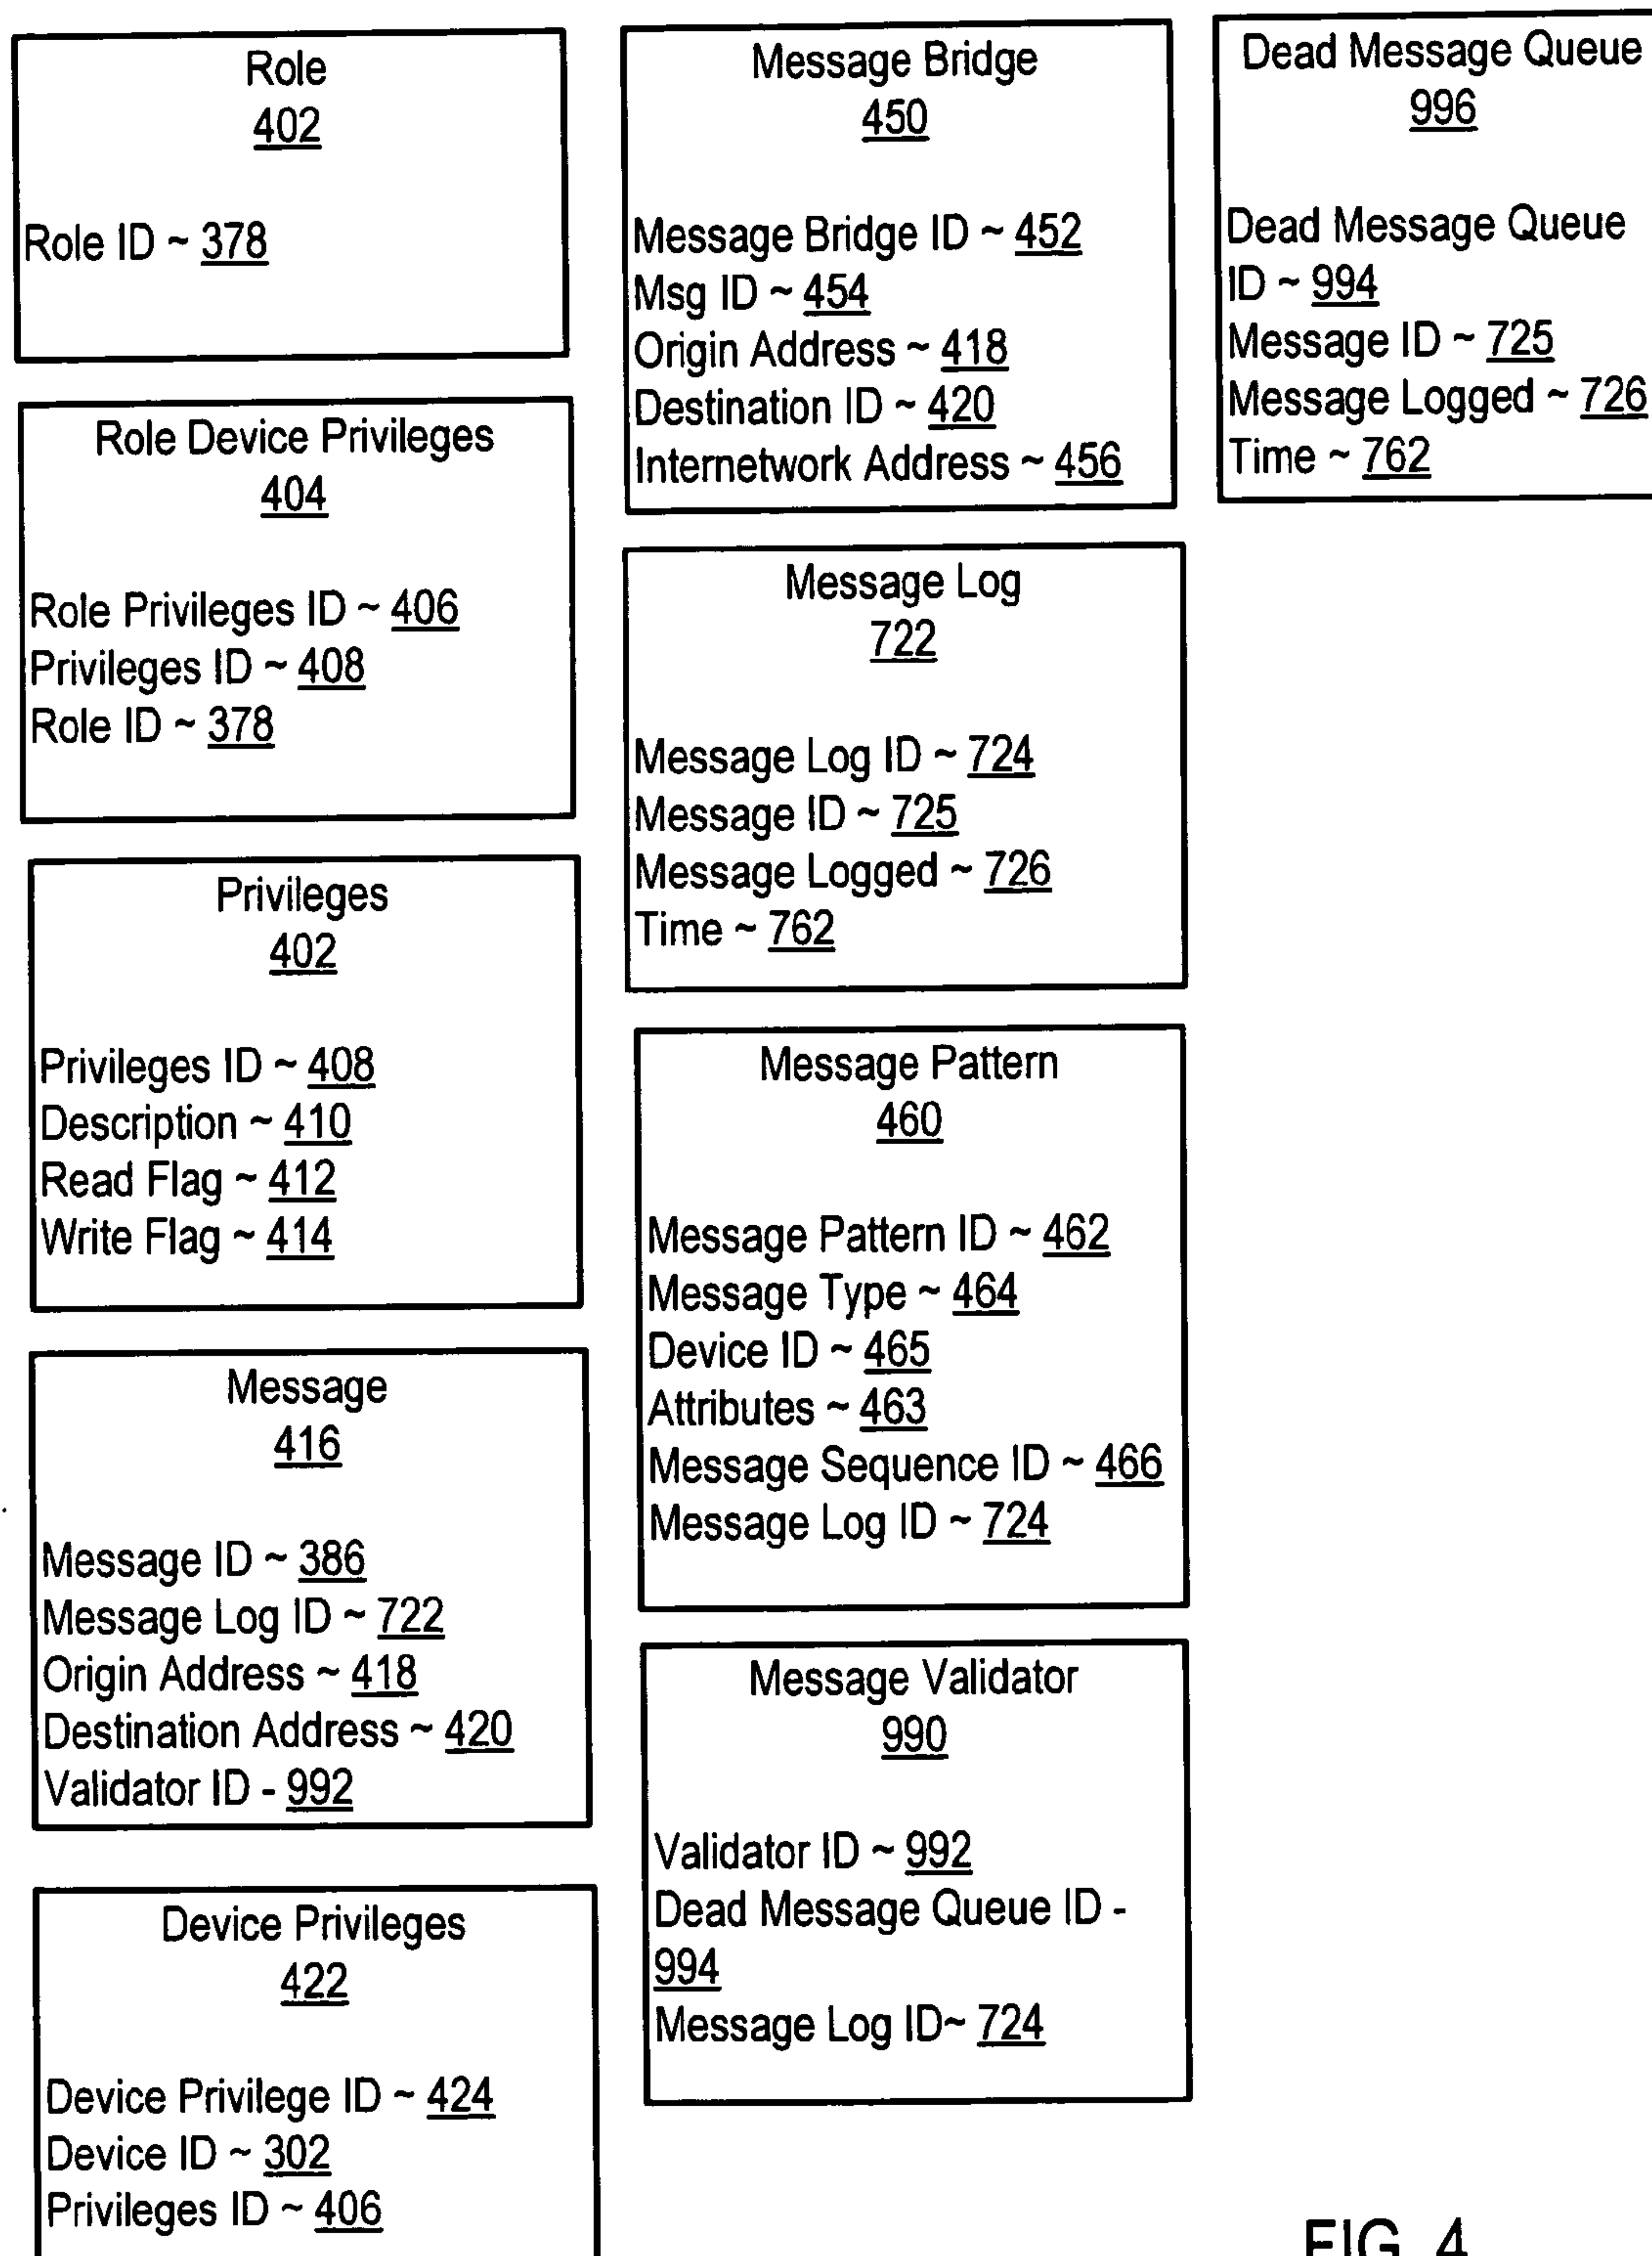 Role
402
Role ID ~ 378
Role Device Privileges
404
Role Privileges ID ~ 406
Privileges ID ~ 408
Role ID ~ 378
Privileges
402
Privileges ID ~ 408
Description ~ 410
Read Flag ~ 412
Write Flag ~ 414
Message
416
Message ID ~ 386
Message Log ID ~ 722
Origin Address ~ 418
Destination Address ~ 420
Validator ID - 992
Device Privileges
422
Device Privilege ID ~ 424
Device ID ~ 302
Privileges ID ~ 406
Message Bridge
450
Message Bridge ID ~ 452
Msg ID ~ 454
Origin Address ~ 418
Destination ID ~ 420
Internetwork Address ~ 456
Message Log
722
Message Log ID ~ 724
Message ID ~ 725
Message Logged ~ 726
Time ~ 762
Message Pattern
460
Message Pattern ID ~ 462
Message Type ~ 464
Device ID ~ 465
Attributes ~ 463
Message Sequence ID ~ 466
Message Log ID ~ 724
Message Validator
990
Validator ID ~ 992
Dead Message Queue ID -
994
Message Log ID~ 724
Dead Message Queue
996
Dead Message Queue
ID ~ 994
Message ID ~ 725
Message Logged ~ 726
Time ~ 762
FIG. 4